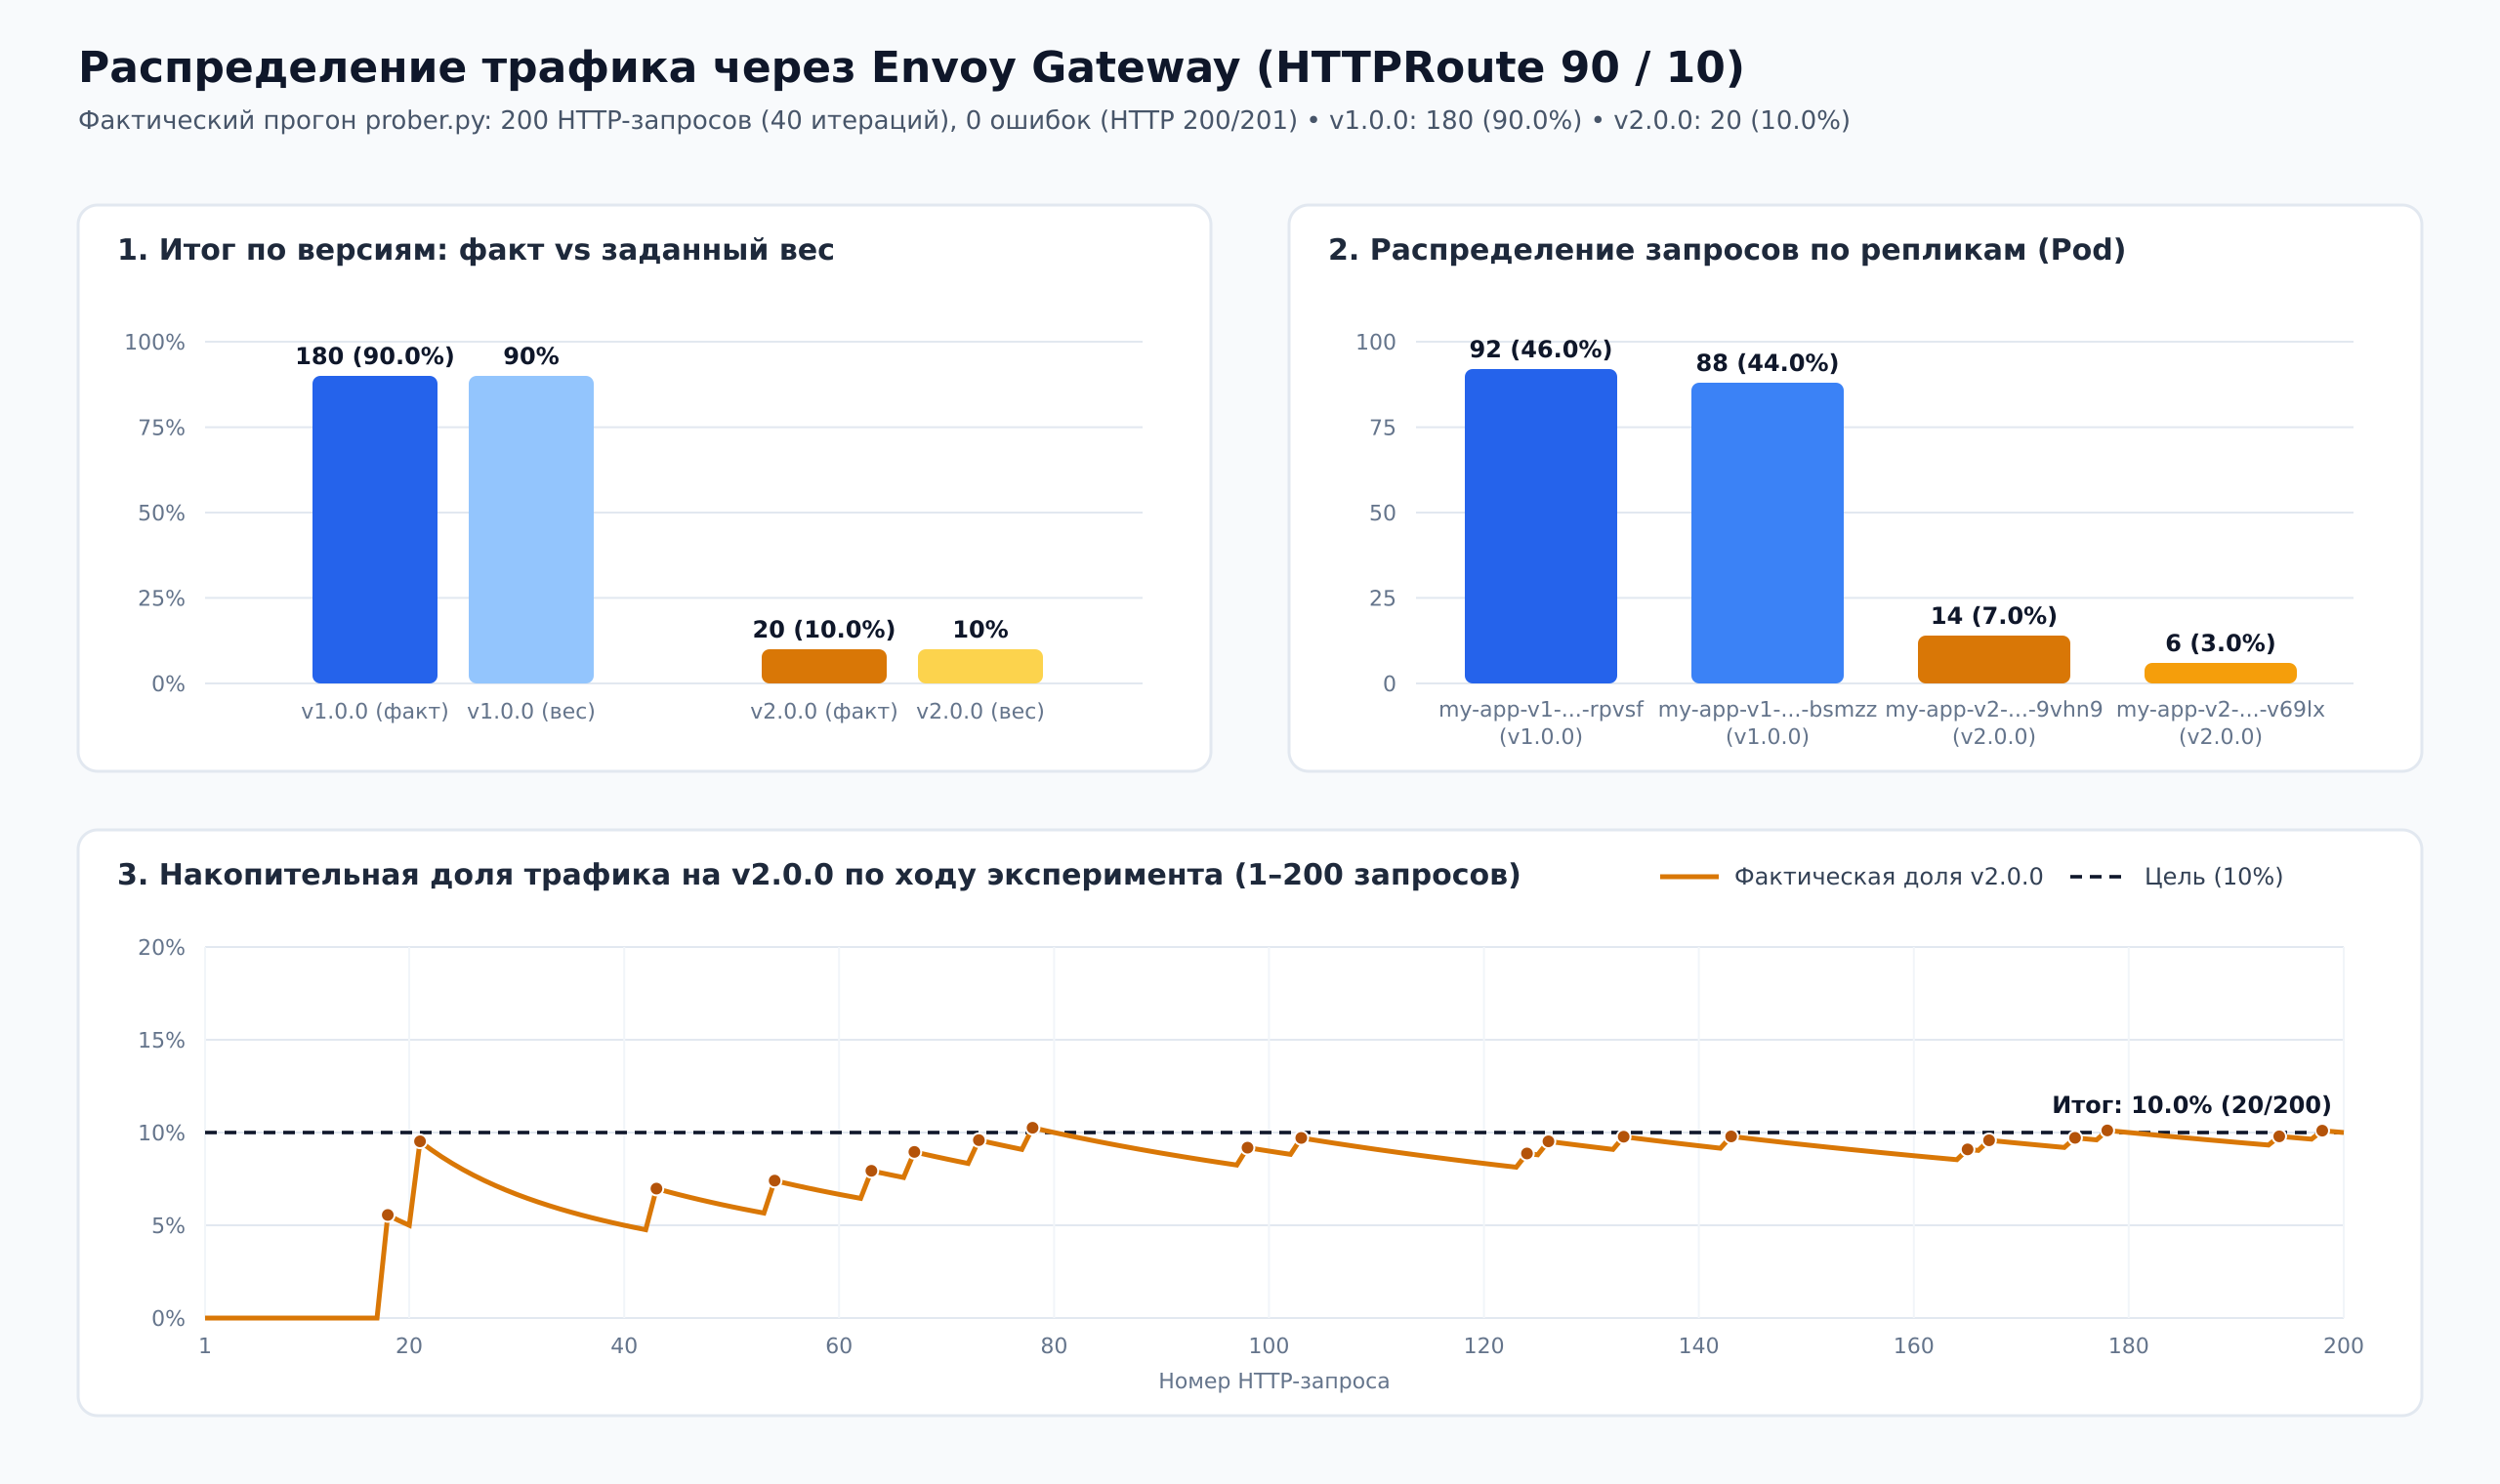 Распределение трафика через Envoy Gateway (HTTPRoute 90 / 10)
Фактический прогон prober.py: 200 HTTP-запросов (40 итераций), 0 ошибок (HTTP 200/201) • v1.0.0: 180 (90.0%) • v2.0.0: 20 (10.0%)
1. Итог по версиям: факт vs заданный вес
100%
75%
50%
25%
0%
180 (90.0%)
90%
20 (10.0%)
10%
v1.0.0 (факт)
v1.0.0 (вес)
v2.0.0 (факт)
v2.0.0 (вес)
2. Распределение запросов по репликам (Pod)
100
75
50
25
0
92 (46.0%)
88 (44.0%)
14 (7.0%)
6 (3.0%)
my-app-v1-...-rpvsf
(v1.0.0)
my-app-v1-...-bsmzz
(v1.0.0)
my-app-v2-...-9vhn9
(v2.0.0)
my-app-v2-...-v69lx
(v2.0.0)
3. Накопительная доля трафика на v2.0.0 по ходу эксперимента (1–200 запросов)
Фактическая доля v2.0.0
Цель (10%)
20%
15%
10%
5%
0%
Итог: 10.0% (20/200)
1
20
40
60
80
100
120
140
160
180
200
Номер HTTP-запроса